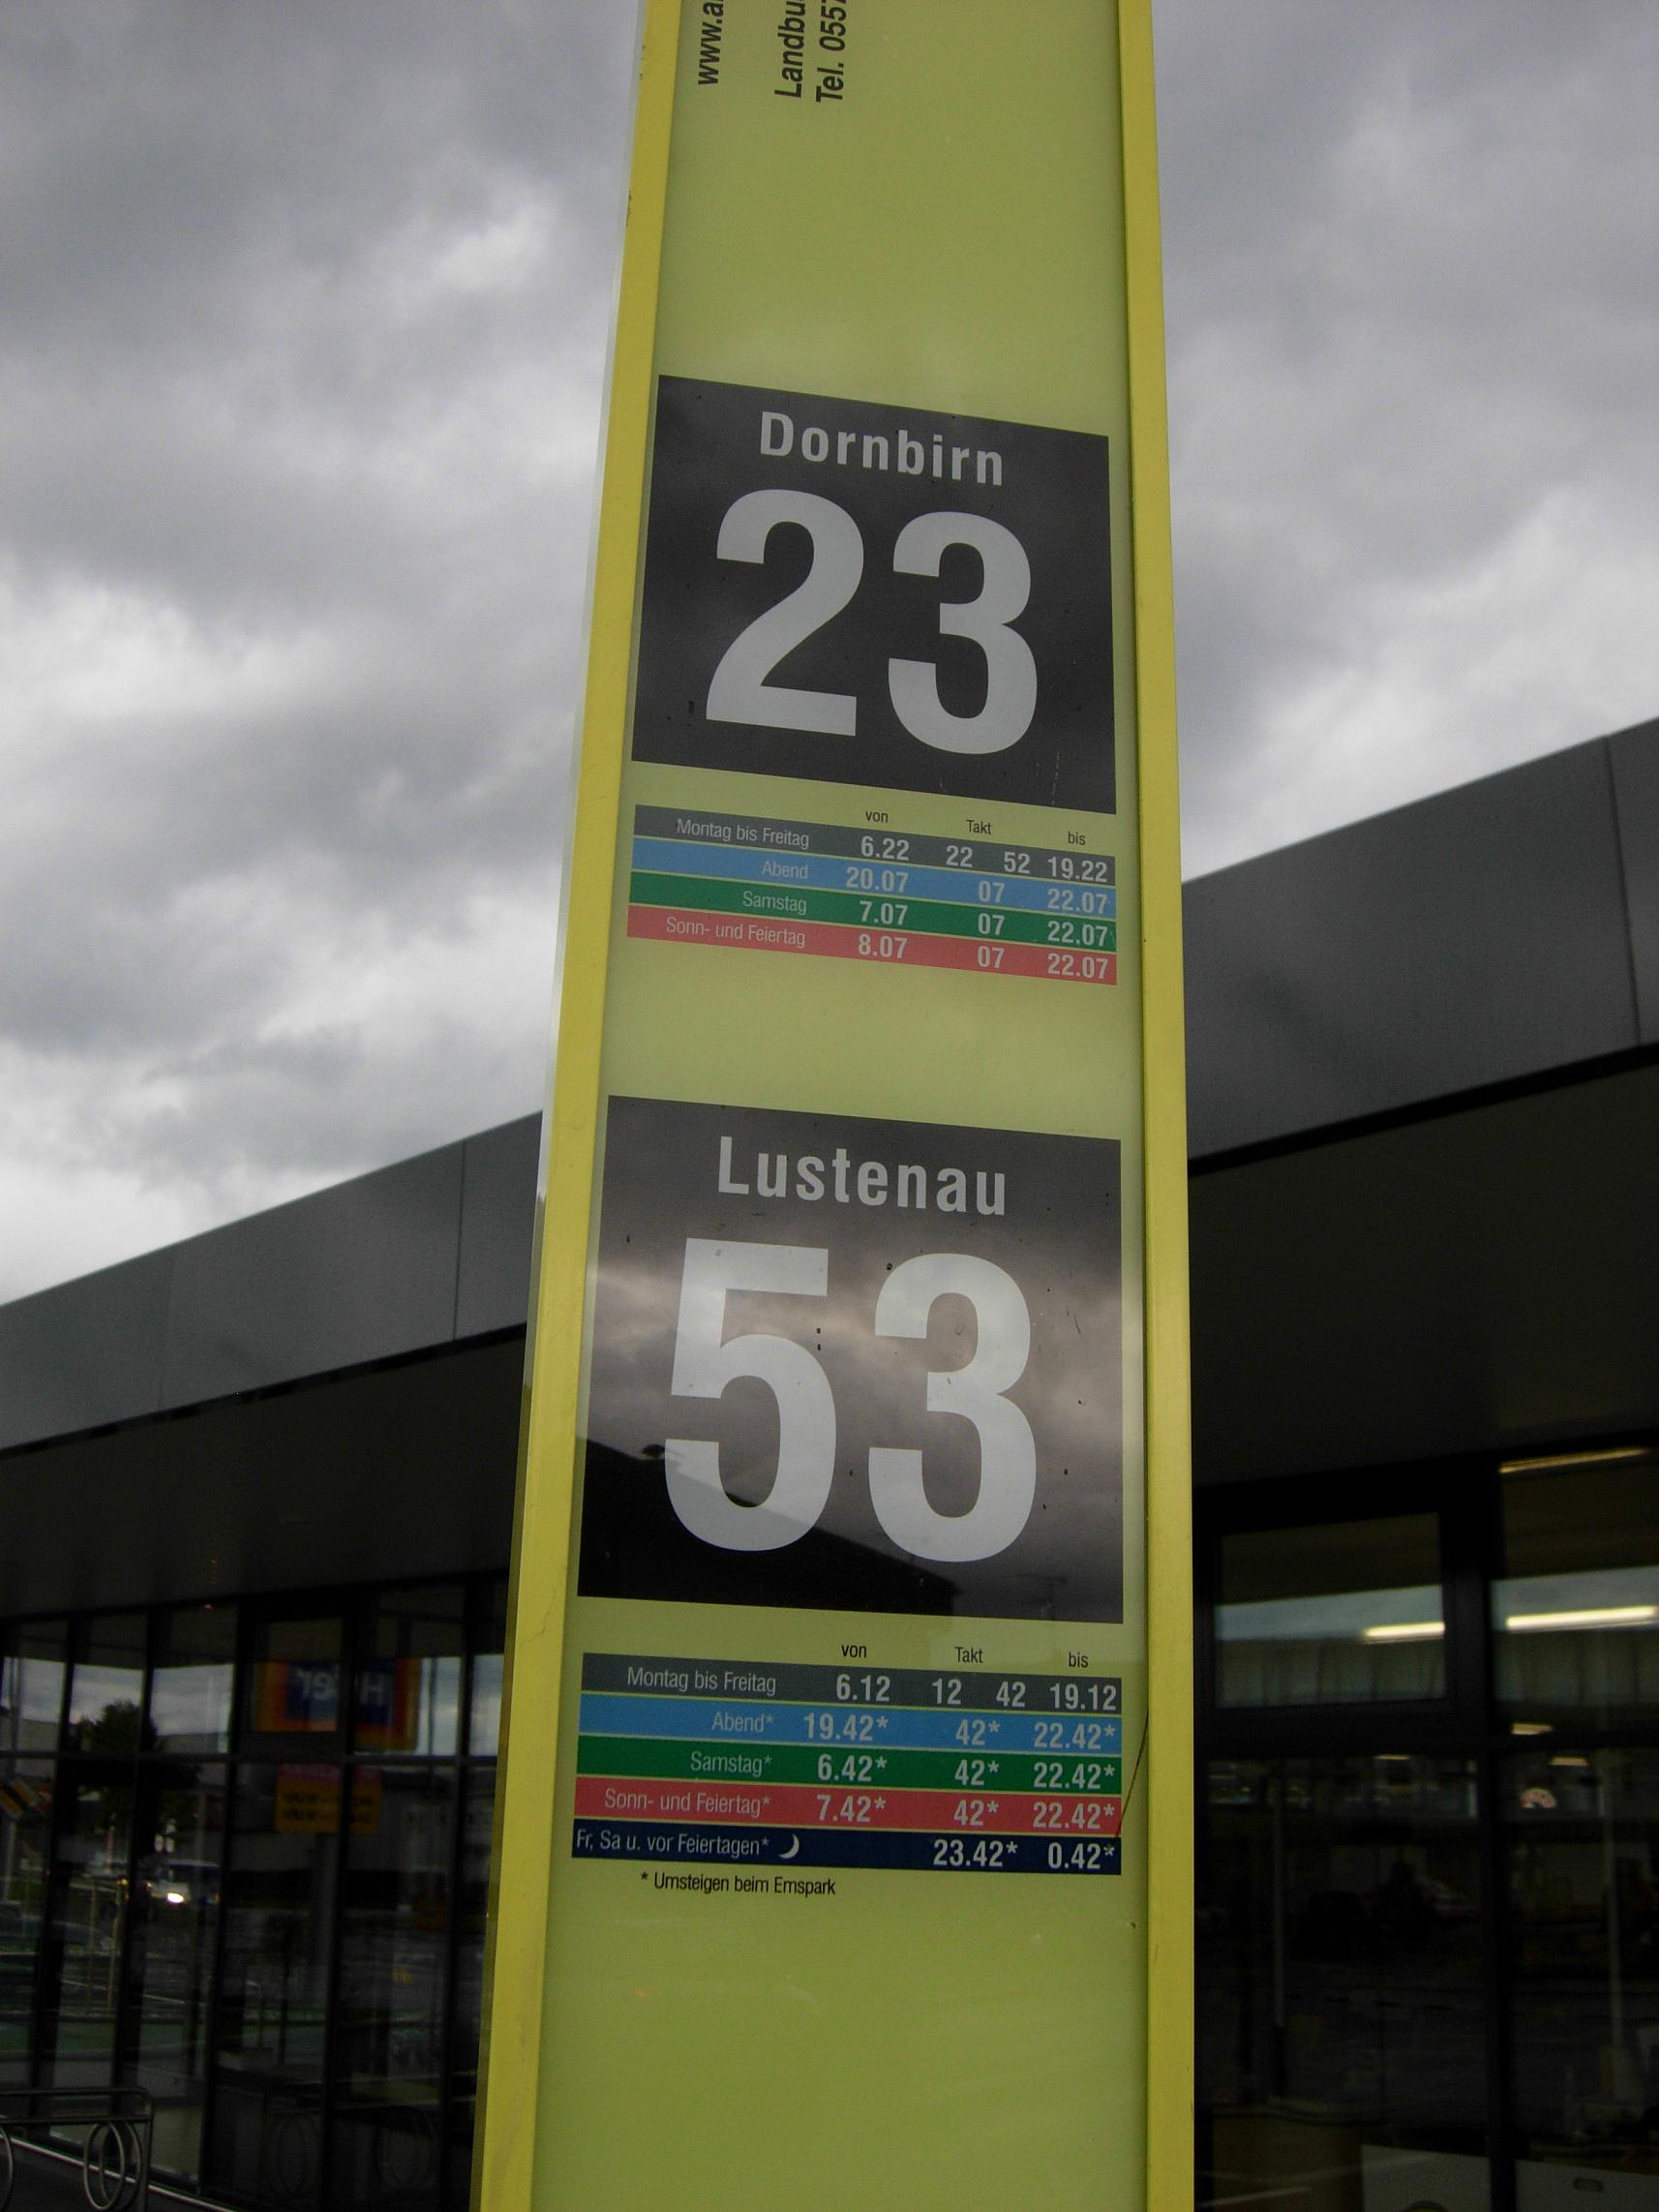 www.a
Landbu
Tel. 055
Dornbirn
23
von Takt bis
Montag bis Freitag 6.22 22 52 19.22
Abend 20.07 07 22.07
Samstag 7.07 07 22.07
Sonn- und Feiertag 8.07 07 22.07
Lustenau
53
von Takt bis
Montag bis Freitag 6.12 12 42 19.12
Abend* 19.42* 42* 22.42*
Samstag* 6.42* 42* 22.42*
Sonn- und Feiertag* 7.42* 42* 22.42*
Fr, Sa u. vor Feiertagen* 23.42* 0.42*
* Umsteigen beim Emspark